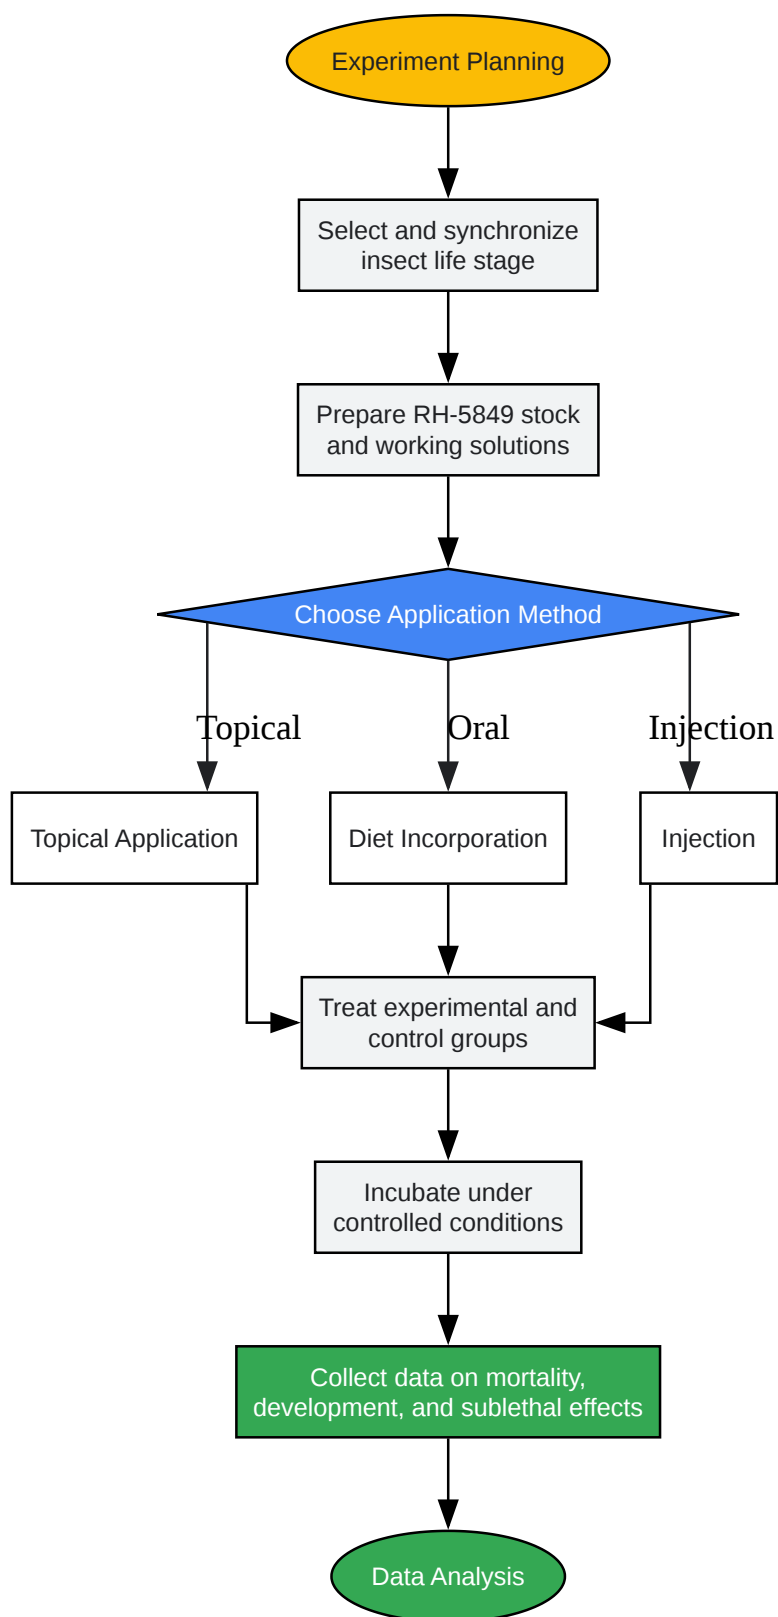 Experiment Planning
Select and synchronize
insect life stage
Prepare RH-5849 stock
and working solutions
Choose Application Method
Topical
Oral
Injection
Topical Application
Diet Incorporation
Injection
Treat experimental and
control groups
Incubate under
controlled conditions
Collect data on mortality,
development, and sublethal effects
Data Analysis